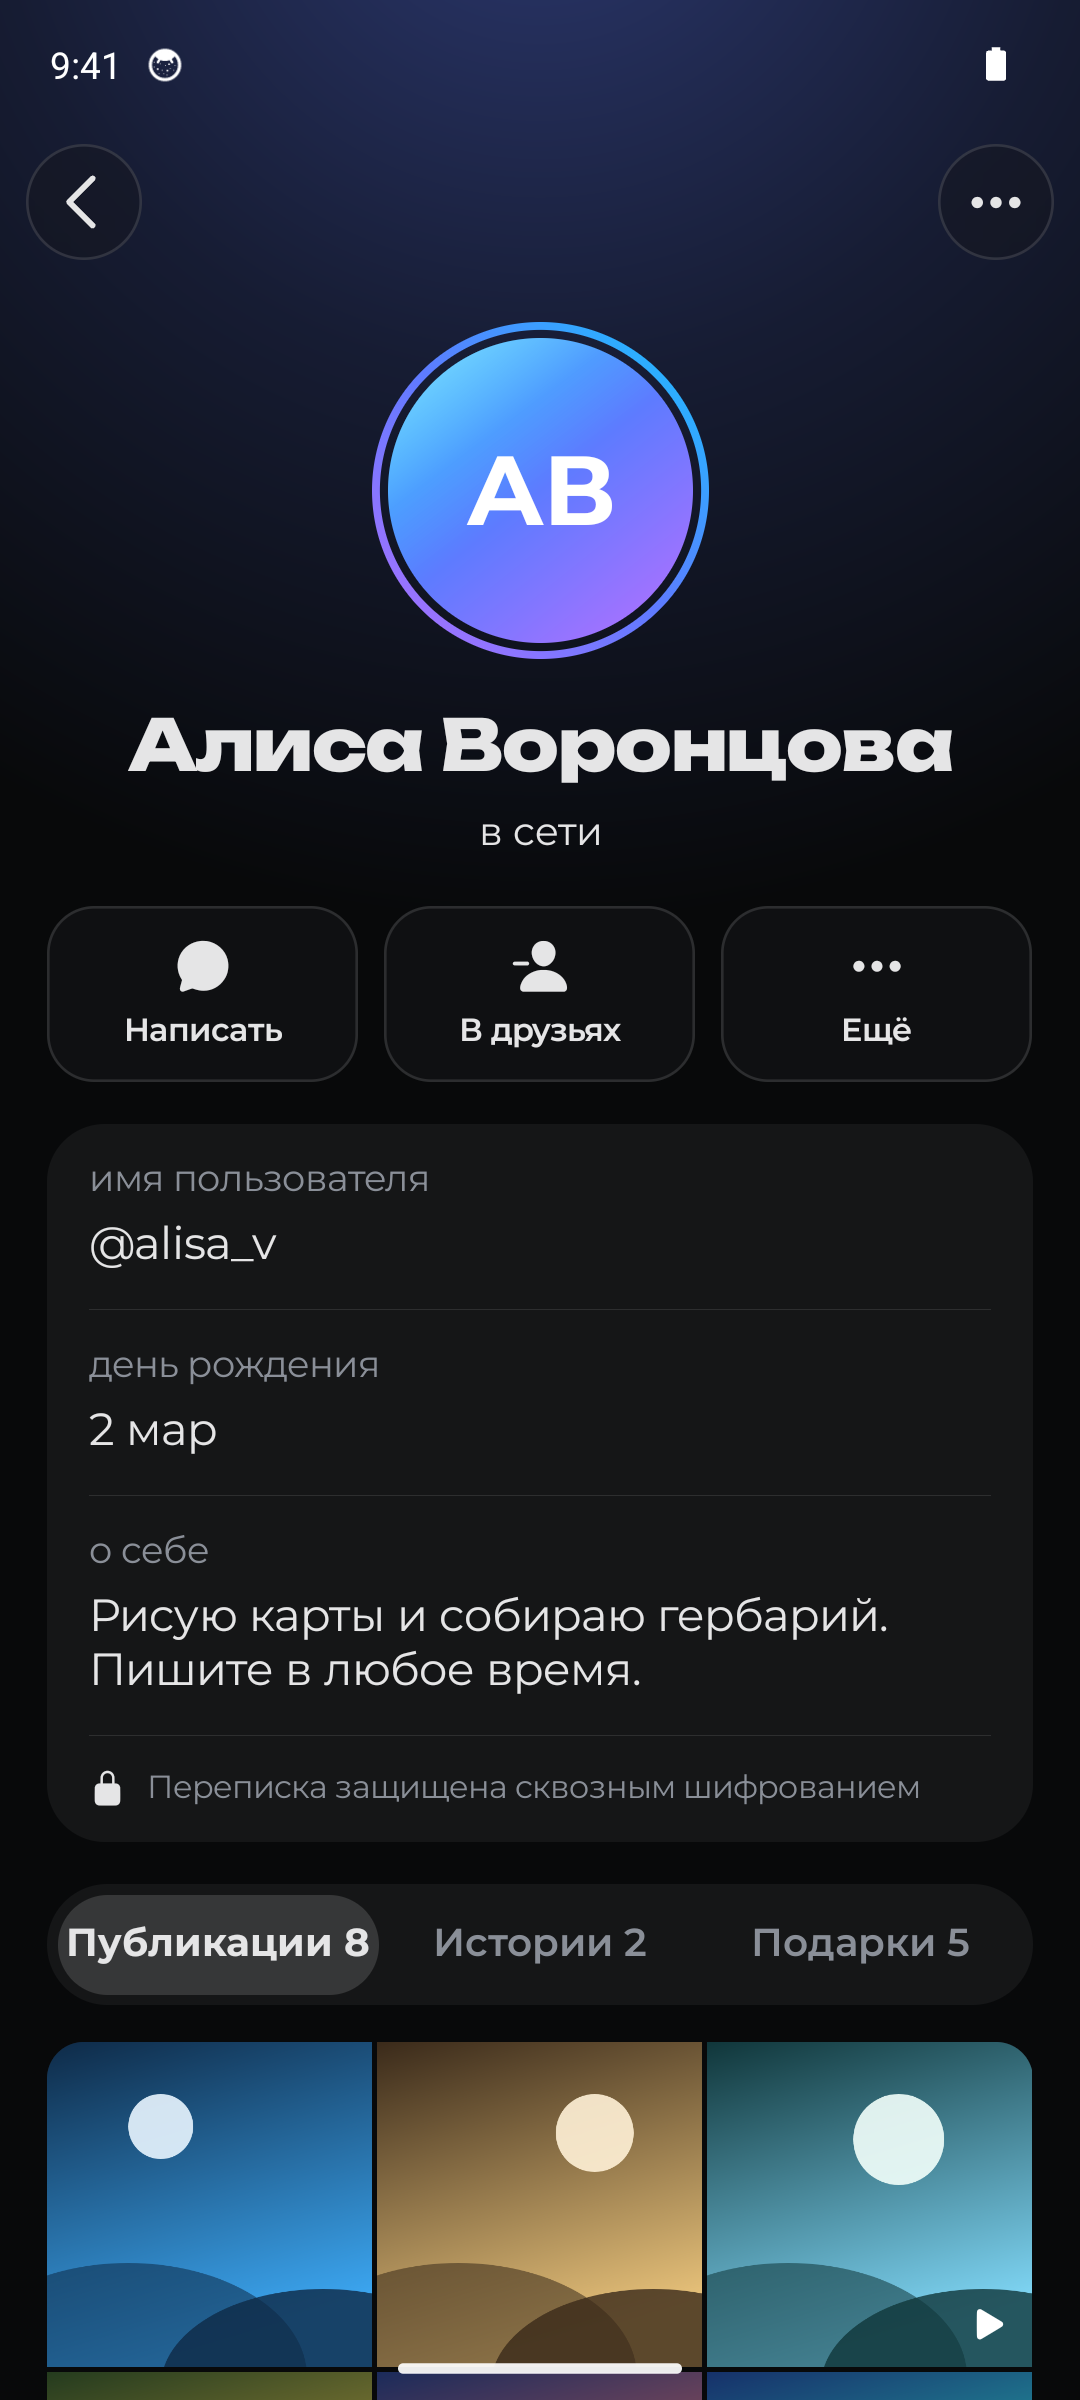 9:41
АВ
Алиса Воронцова
в сети
Написать
В друзьях
Ещё
имя пользователя
@alisa_v
день рождения
2 мар
о себе
Рисую карты и собираю гербарий.
Пишите в любое время.
Переписка защищена сквозным шифрованием
Публикации 8
Истории 2
Подарки 5